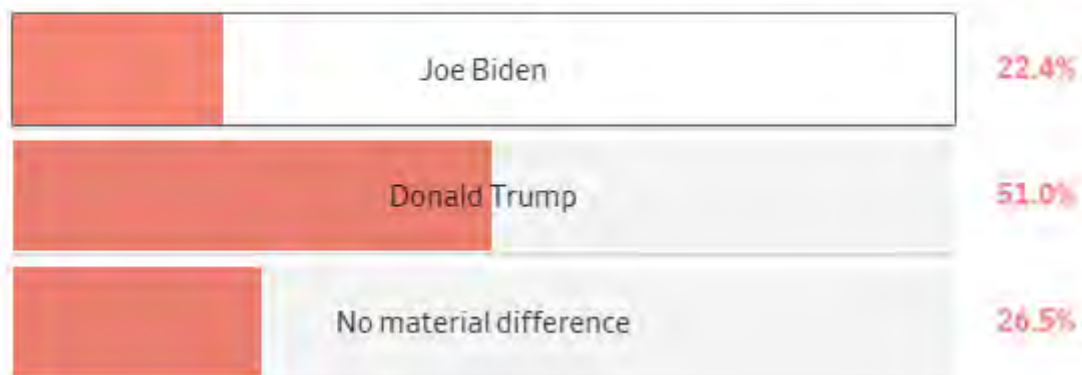 Joe Biden 22.4%
Donald Trump 51.0%
No material difference 26.5%